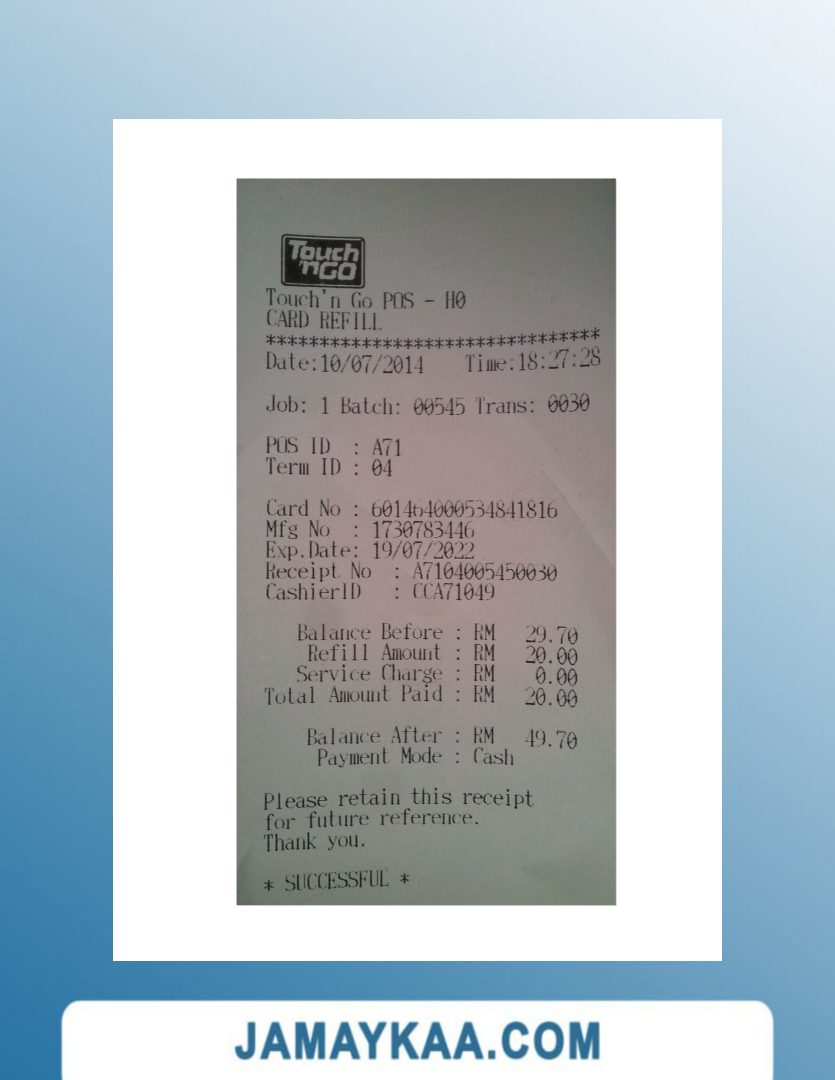 Touch
'nGO
Touch'n Go POS - H0
CARD REFILL
********************************
Date:10/07/2014 Time:18:27:28
Job: 1 Batch: 00545 Trans: 0030
POS ID : A71
Term ID : 04
Card No : 601464000534841816
Mfg No : 1730783446
Exp.Date: 19/07/2022
Receipt No : A7104005450030
CashierID : CCA71049
Balance Before : RM 29.70
Refill Amount : RM 20.00
Service Charge : RM 0.00
Total Amount Paid : RM 20.00
Balance After : RM 49.70
Payment Mode : Cash
Please retain this receipt
for future reference.
Thank you.
* SUCCESSFUL *
JAMAYKAA.COM